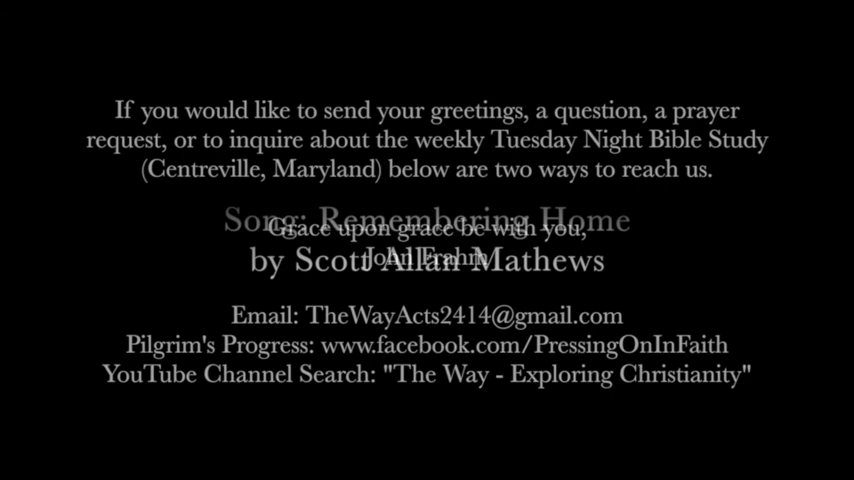 If you would like to send your greetings, a question, a prayer
request, or to inquire about the weekly Tuesday Night Bible Study
(Centreville, Maryland) below are two ways to reach us.
Song: Remembering Home
Grace upon grace be with you,
by Scott Allan Mathews
John Frahm
Email: TheWayActs2414@gmail.com
Pilgrim's Progress: www.facebook.com/PressingOnInFaith
YouTube Channel Search: "The Way - Exploring Christianity"